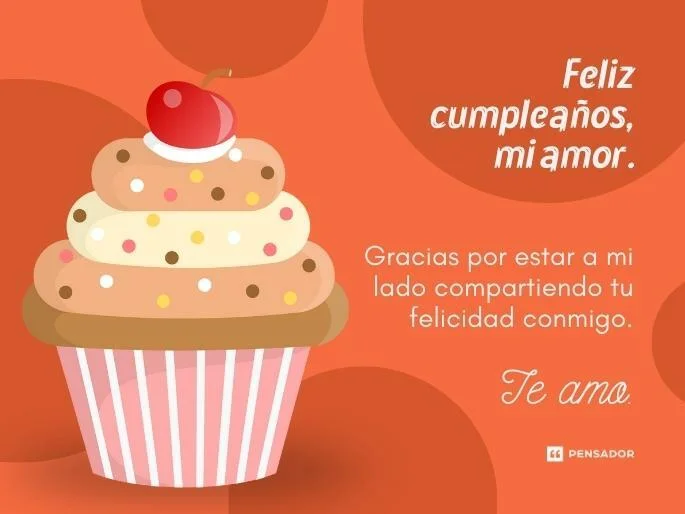 Feliz
cumpleaños,
mi amor.
Gracias por estar a mi
lado compartiendo tu
felicidad conmigo.
Te amo.
PENSADOR